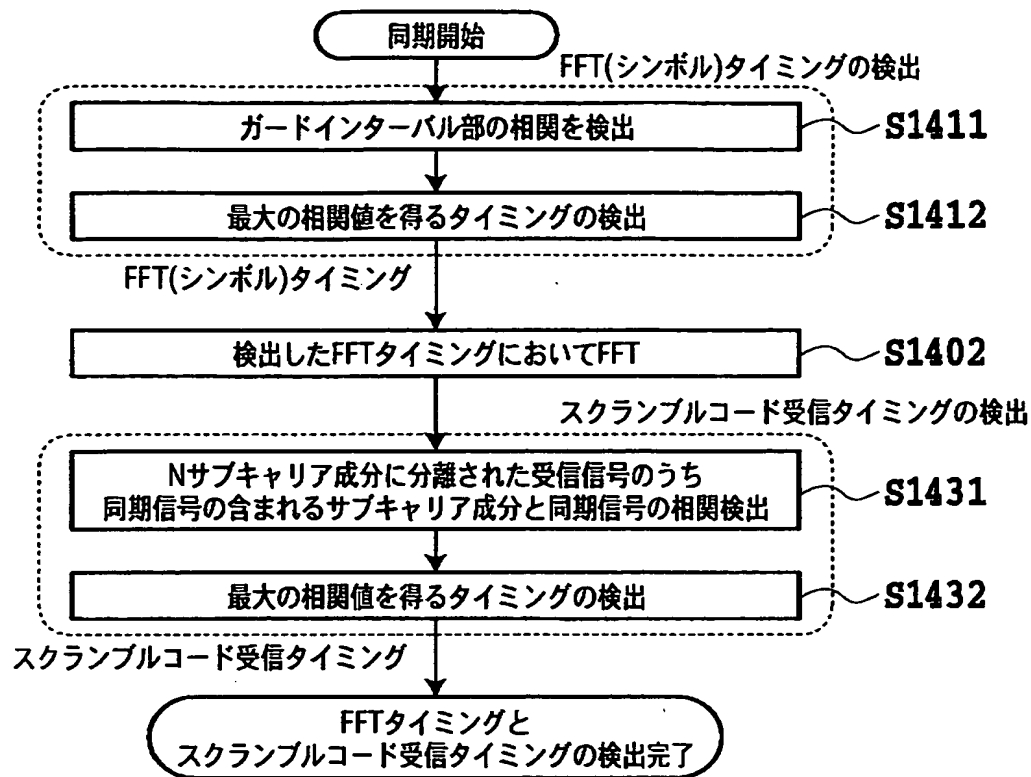 同期開始
FFT(シンボル)タイミングの検出
ガードインターバル部の相関を検出
S1411
最大の相関値を得るタイミングの検出
S1412
FFT(シンボル)タイミング
検出したFFTタイミングにおいてFFT
S1402
スクランブルコード受信タイミングの検出
Nサブキャリア成分に分離された受信信号のうち
同期信号の含まれるサブキャリア成分と同期信号の相関検出
S1431
最大の相関値を得るタイミングの検出
S1432
スクランブルコード受信タイミング
FFTタイミングと
スクランブルコード受信タイミングの検出完了